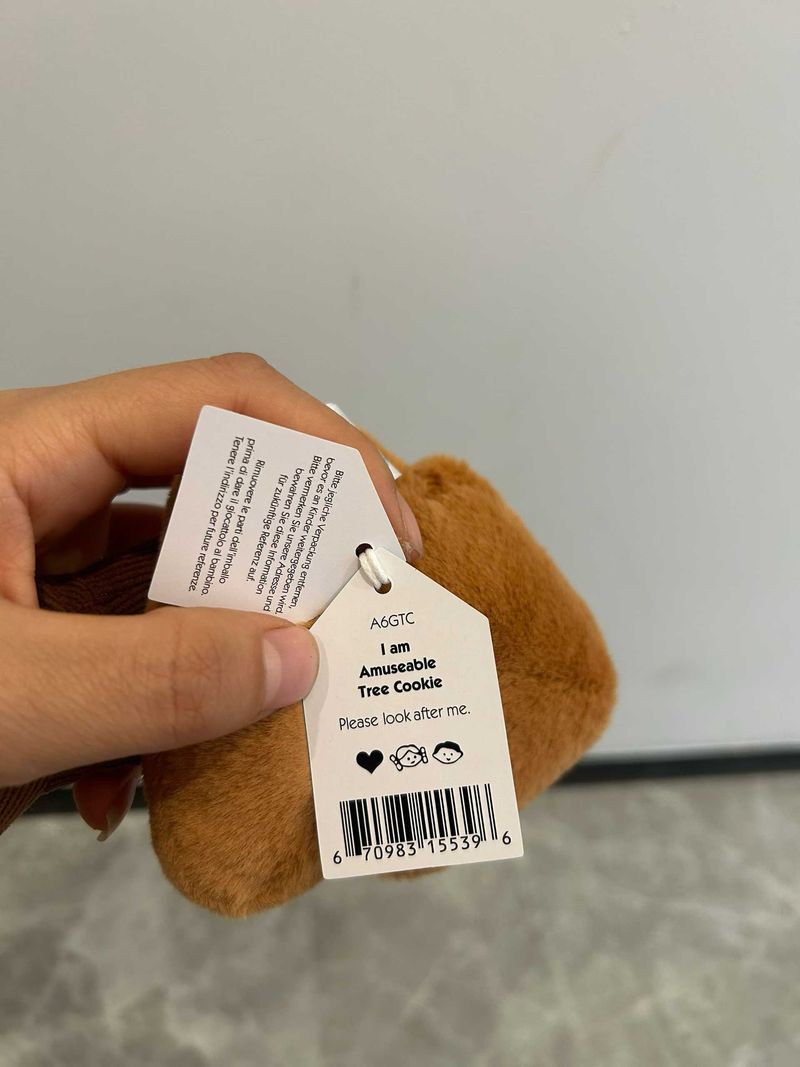 Bitte jegliche Verpackung entfernen,
bevor es an Kinder weitergegeben wird.
Bitte vermerken Sie unsere Adresse und
bewahren Sie diese Information
für zukünftige Referenz auf.
Rimuovere le parti dell'imballo
prima di dare il giocattolo al bambino.
Tenere l'indirizzo per future referenze.
A6GTC
I am
Amuseable
Tree Cookie
Please look after me.
6 70983 15539 6